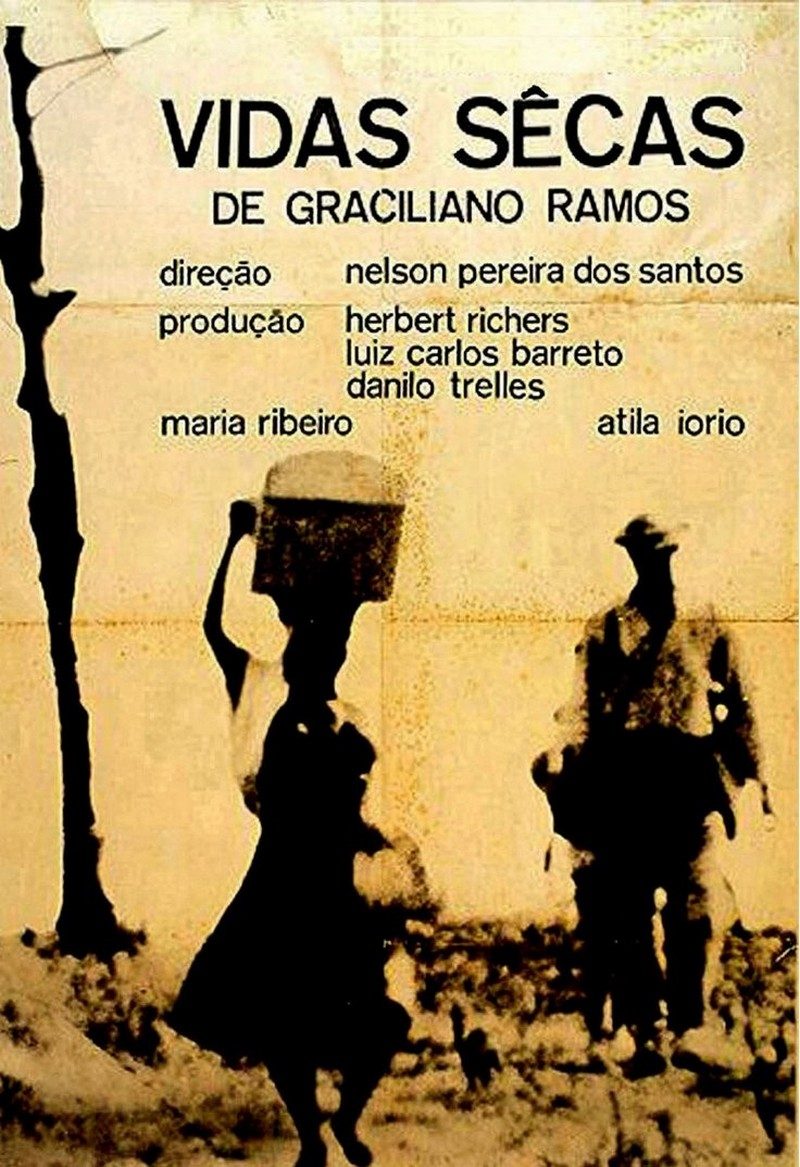 VIDAS SÊCAS
DE GRACILIANO RAMOS
direção nelson pereira dos santos
produção herbert richers
luiz carlos barreto
danilo trelles
maria ribeiro atila iorio